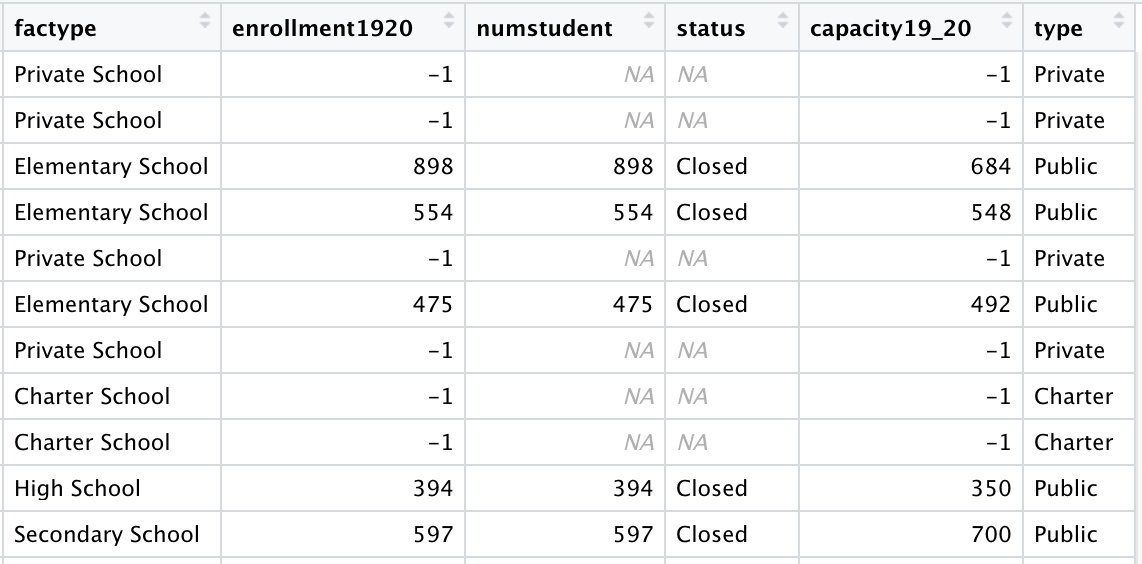 factype enrollment1920 numstudent status capacity19_20 type
Private School -1 NA NA -1 Private
Private School -1 NA NA -1 Private
Elementary School 898 898 Closed 684 Public
Elementary School 554 554 Closed 548 Public
Private School -1 NA NA -1 Private
Elementary School 475 475 Closed 492 Public
Private School -1 NA NA -1 Private
Charter School -1 NA NA -1 Charter
Charter School -1 NA NA -1 Charter
High School 394 394 Closed 350 Public
Secondary School 597 597 Closed 700 Public